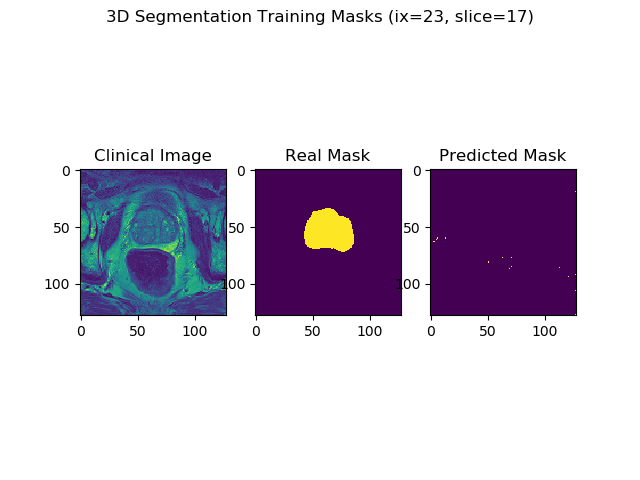 3D Segmentation Training Masks (ix=23, slice=17)
Clinical Image Real Mask Predicted Mask
0 0 0
50 50 50
100 100 100
0 50 100 0 50 100 0 50 100